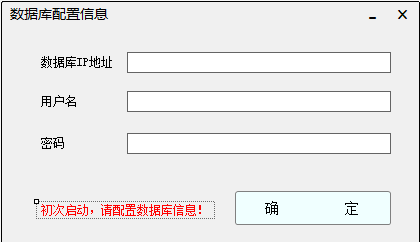 数据库配置信息
数据库IP地址
用户名
密码
初次启动，请配置数据库信息！
确 定